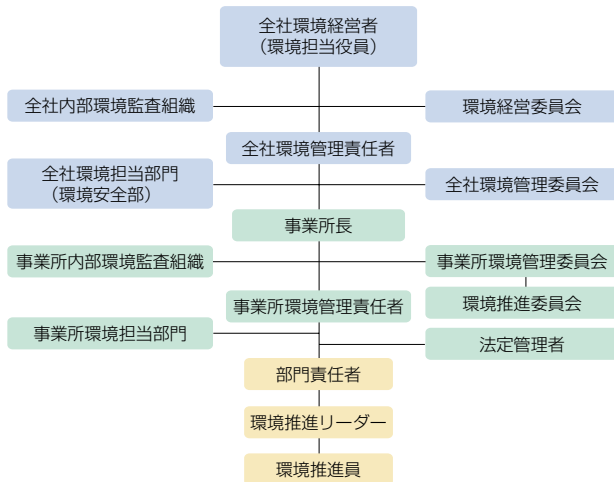 全社環境経営者
（環境担当役員）
全社内部環境監査組織
環境経営委員会
全社環境管理責任者
全社環境担当部門
（環境安全部）
全社環境管理委員会
事業所長
事業所内部環境監査組織
事業所環境管理委員会
事業所環境管理責任者
環境推進委員会
事業所環境担当部門
法定管理者
部門責任者
環境推進リーダー
環境推進員